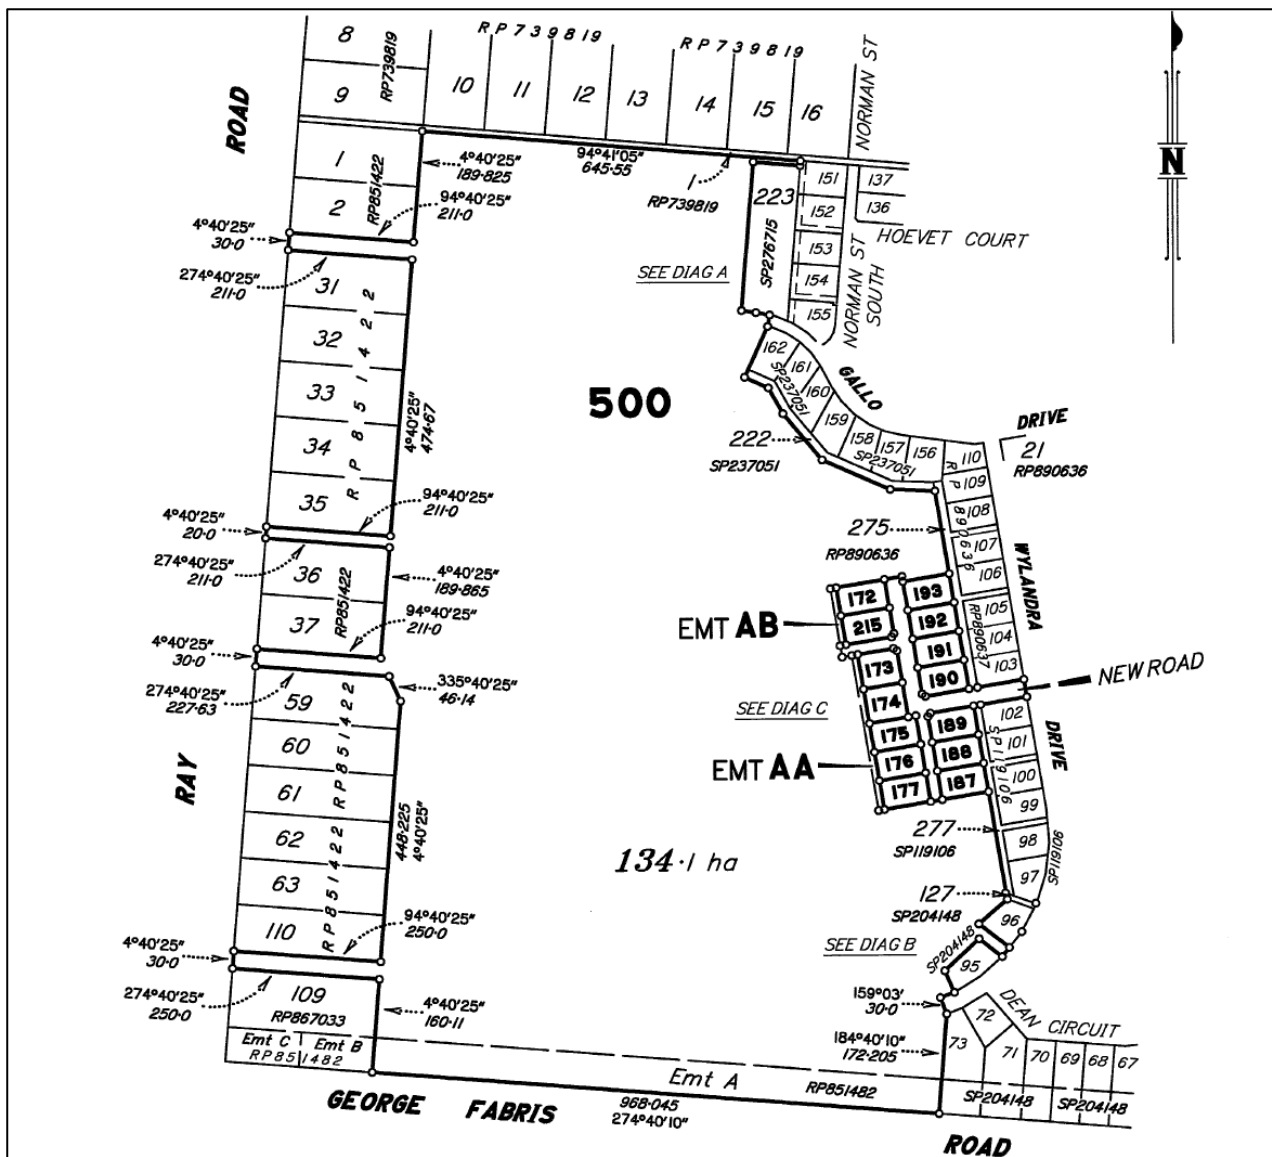 RP739819
RP739819
8
9
RP739819
10
11
12
13
14
15
16
NORMAN ST
ROAD
N
1
2
RP851422
4°40'25"
189·825
94°41'05"
645·55
1
RP739819
94°40'25"
211·0
4°40'25"
30·0
274°40'25"
211·0
223
SP276715
151
152
153
154
155
137
136
HOEVET COURT
NORMAN ST
SOUTH
SEE DIAG A
31
32
33
34
35
RP851422
4°40'25"
474·67
500
162
161
160
159
158
157
156
SP237051
SP237051
GALLO
DRIVE
21
RP890636
222
SP237051
110
109
108
107
106
RP890636
275
RP890636
94°40'25"
211·0
4°40'25"
20·0
274°40'25"
211·0
36
37
RP851422
4°40'25"
189·865
94°40'25"
211·0
4°40'25"
30·0
274°40'25"
227·63
335°40'25"
46·14
EMT AB
172
215
173
174
175
176
177
193
192
191
190
189
188
187
105
104
103
RP890637
WYLANDRA
NEW ROAD
DRIVE
SEE DIAG C
EMT AA
102
101
100
99
98
97
SP119106
SP119106
RAY
59
60
61
62
63
110
RP851422
RP851422
448·225
4°40'25"
134·1 ha
277
SP119106
127
SP204148
96
95
SP204148
SEE DIAG B
94°40'25"
250·0
4°40'25"
30·0
274°40'25"
250·0
109
RP867033
4°40'25"
160·11
Emt C
Emt B
RP851482
159°03'
30·0
184°40'10"
172·205
DEAN CIRCUIT
73
72
71
70
69
68
67
Emt A
RP851482
SP204148
SP204148
GEORGE FABRIS
968·045
274°40'10"
ROAD